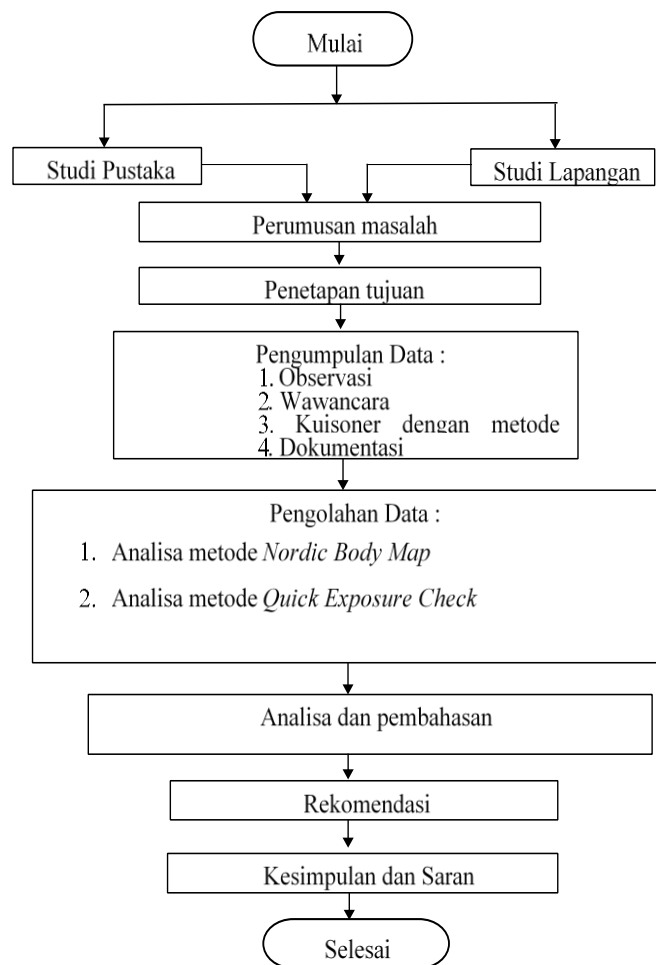 Mulai
Studi Pustaka
Studi Lapangan
Perumusan masalah
Penetapan tujuan
Pengumpulan Data :
1. Observasi
2. Wawancara
3. Kuisoner dengan metode
4. Dokumentasi
Pengolahan Data :
1. Analisa metode Nordic Body Map
2. Analisa metode Quick Exposure Check
Analisa dan pembahasan
Rekomendasi
Kesimpulan dan Saran
Selesai